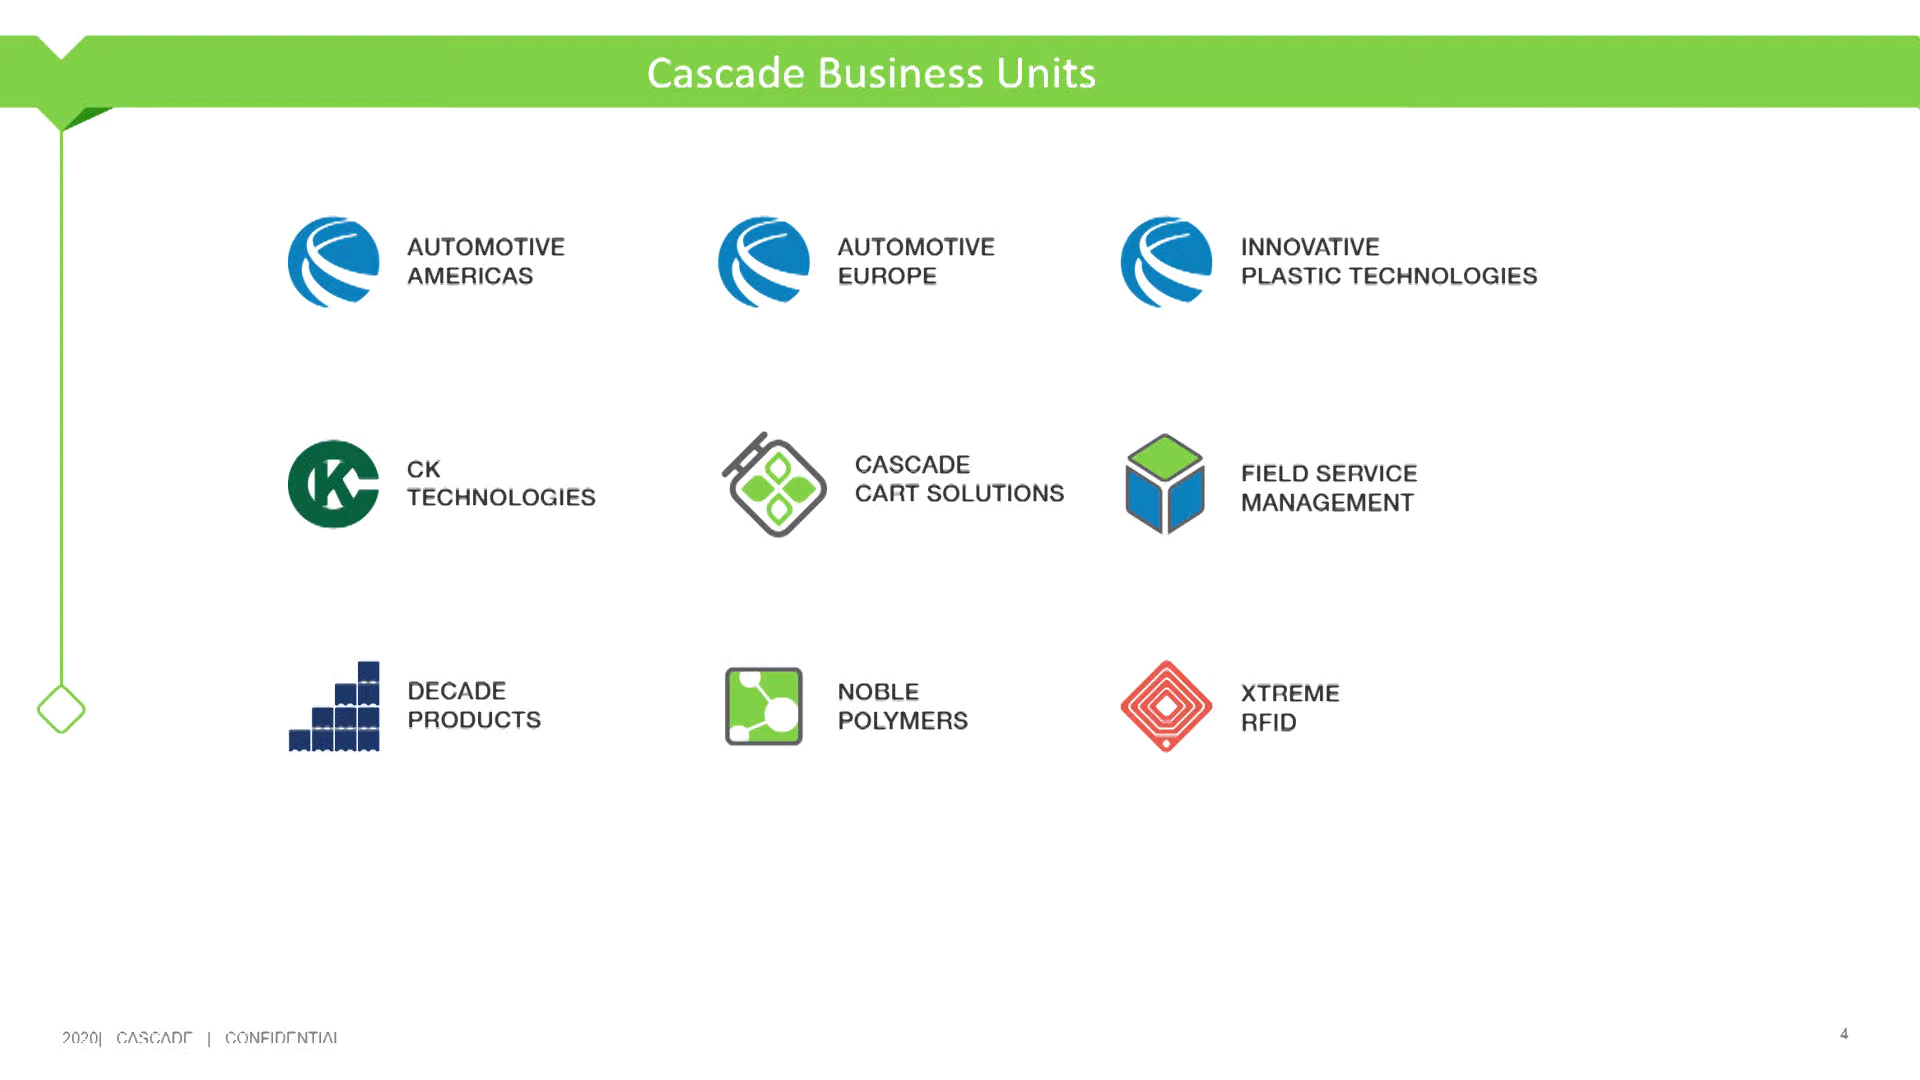 Cascade Business Units
AUTOMOTIVE
AMERICAS
AUTOMOTIVE
EUROPE
INNOVATIVE
PLASTIC TECHNOLOGIES
CK
TECHNOLOGIES
CASCADE
CART SOLUTIONS
FIELD SERVICE
MANAGEMENT
DECADE
PRODUCTS
NOBLE
POLYMERS
XTREME
RFID
2020| CASCADE | CONFIDENTIAL
4